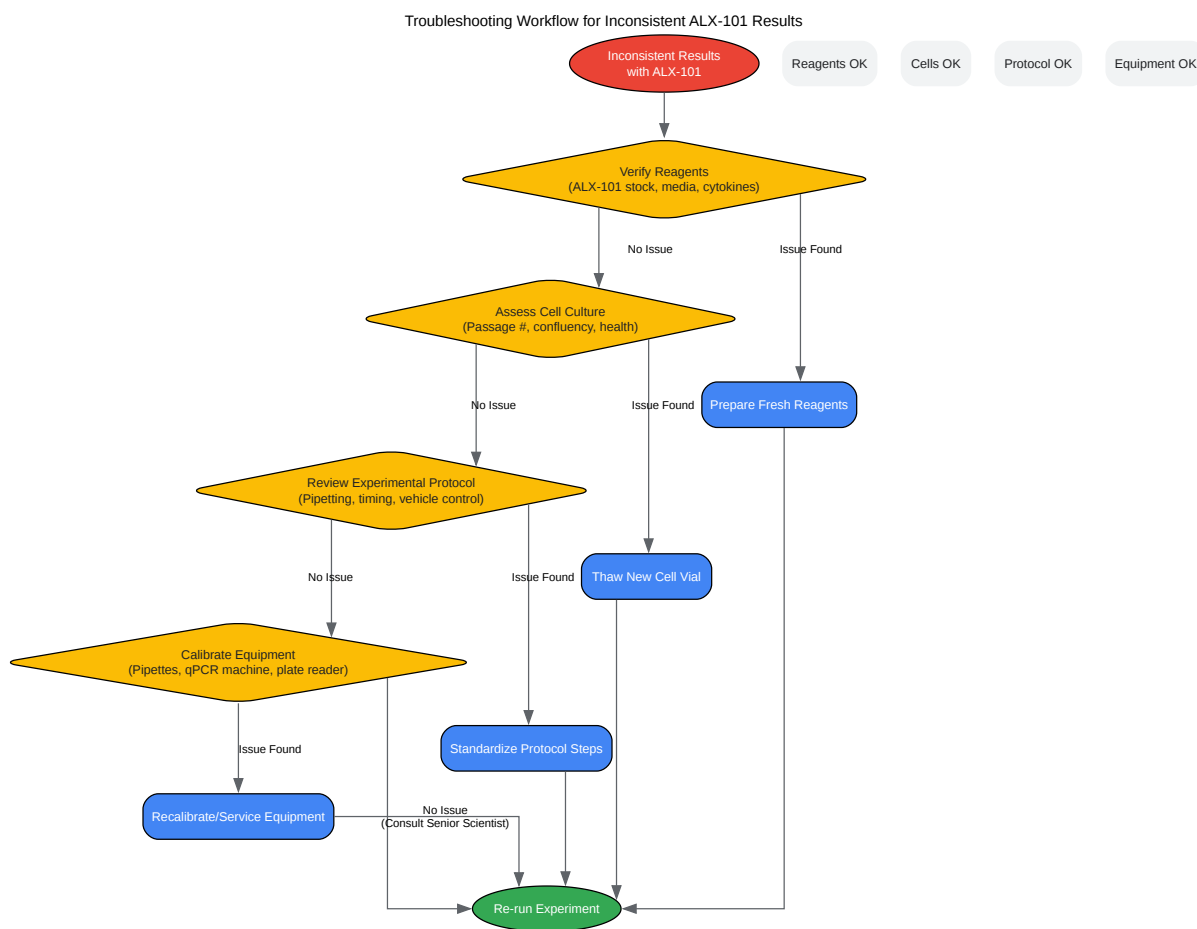 Troubleshooting Workflow for Inconsistent ALX-101 Results
Inconsistent Results
with ALX-101
Reagents OK
Cells OK
Protocol OK
Equipment OK
Verify Reagents
(ALX-101 stock, media, cytokines)
No Issue
Issue Found
Assess Cell Culture
(Passage #, confluency, health)
No Issue
Issue Found
Prepare Fresh Reagents
Review Experimental Protocol
(Pipetting, timing, vehicle control)
No Issue
Issue Found
Thaw New Cell Vial
Calibrate Equipment
(Pipettes, qPCR machine, plate reader)
Issue Found
Standardize Protocol Steps
Recalibrate/Service Equipment
No Issue
(Consult Senior Scientist)
Re-run Experiment